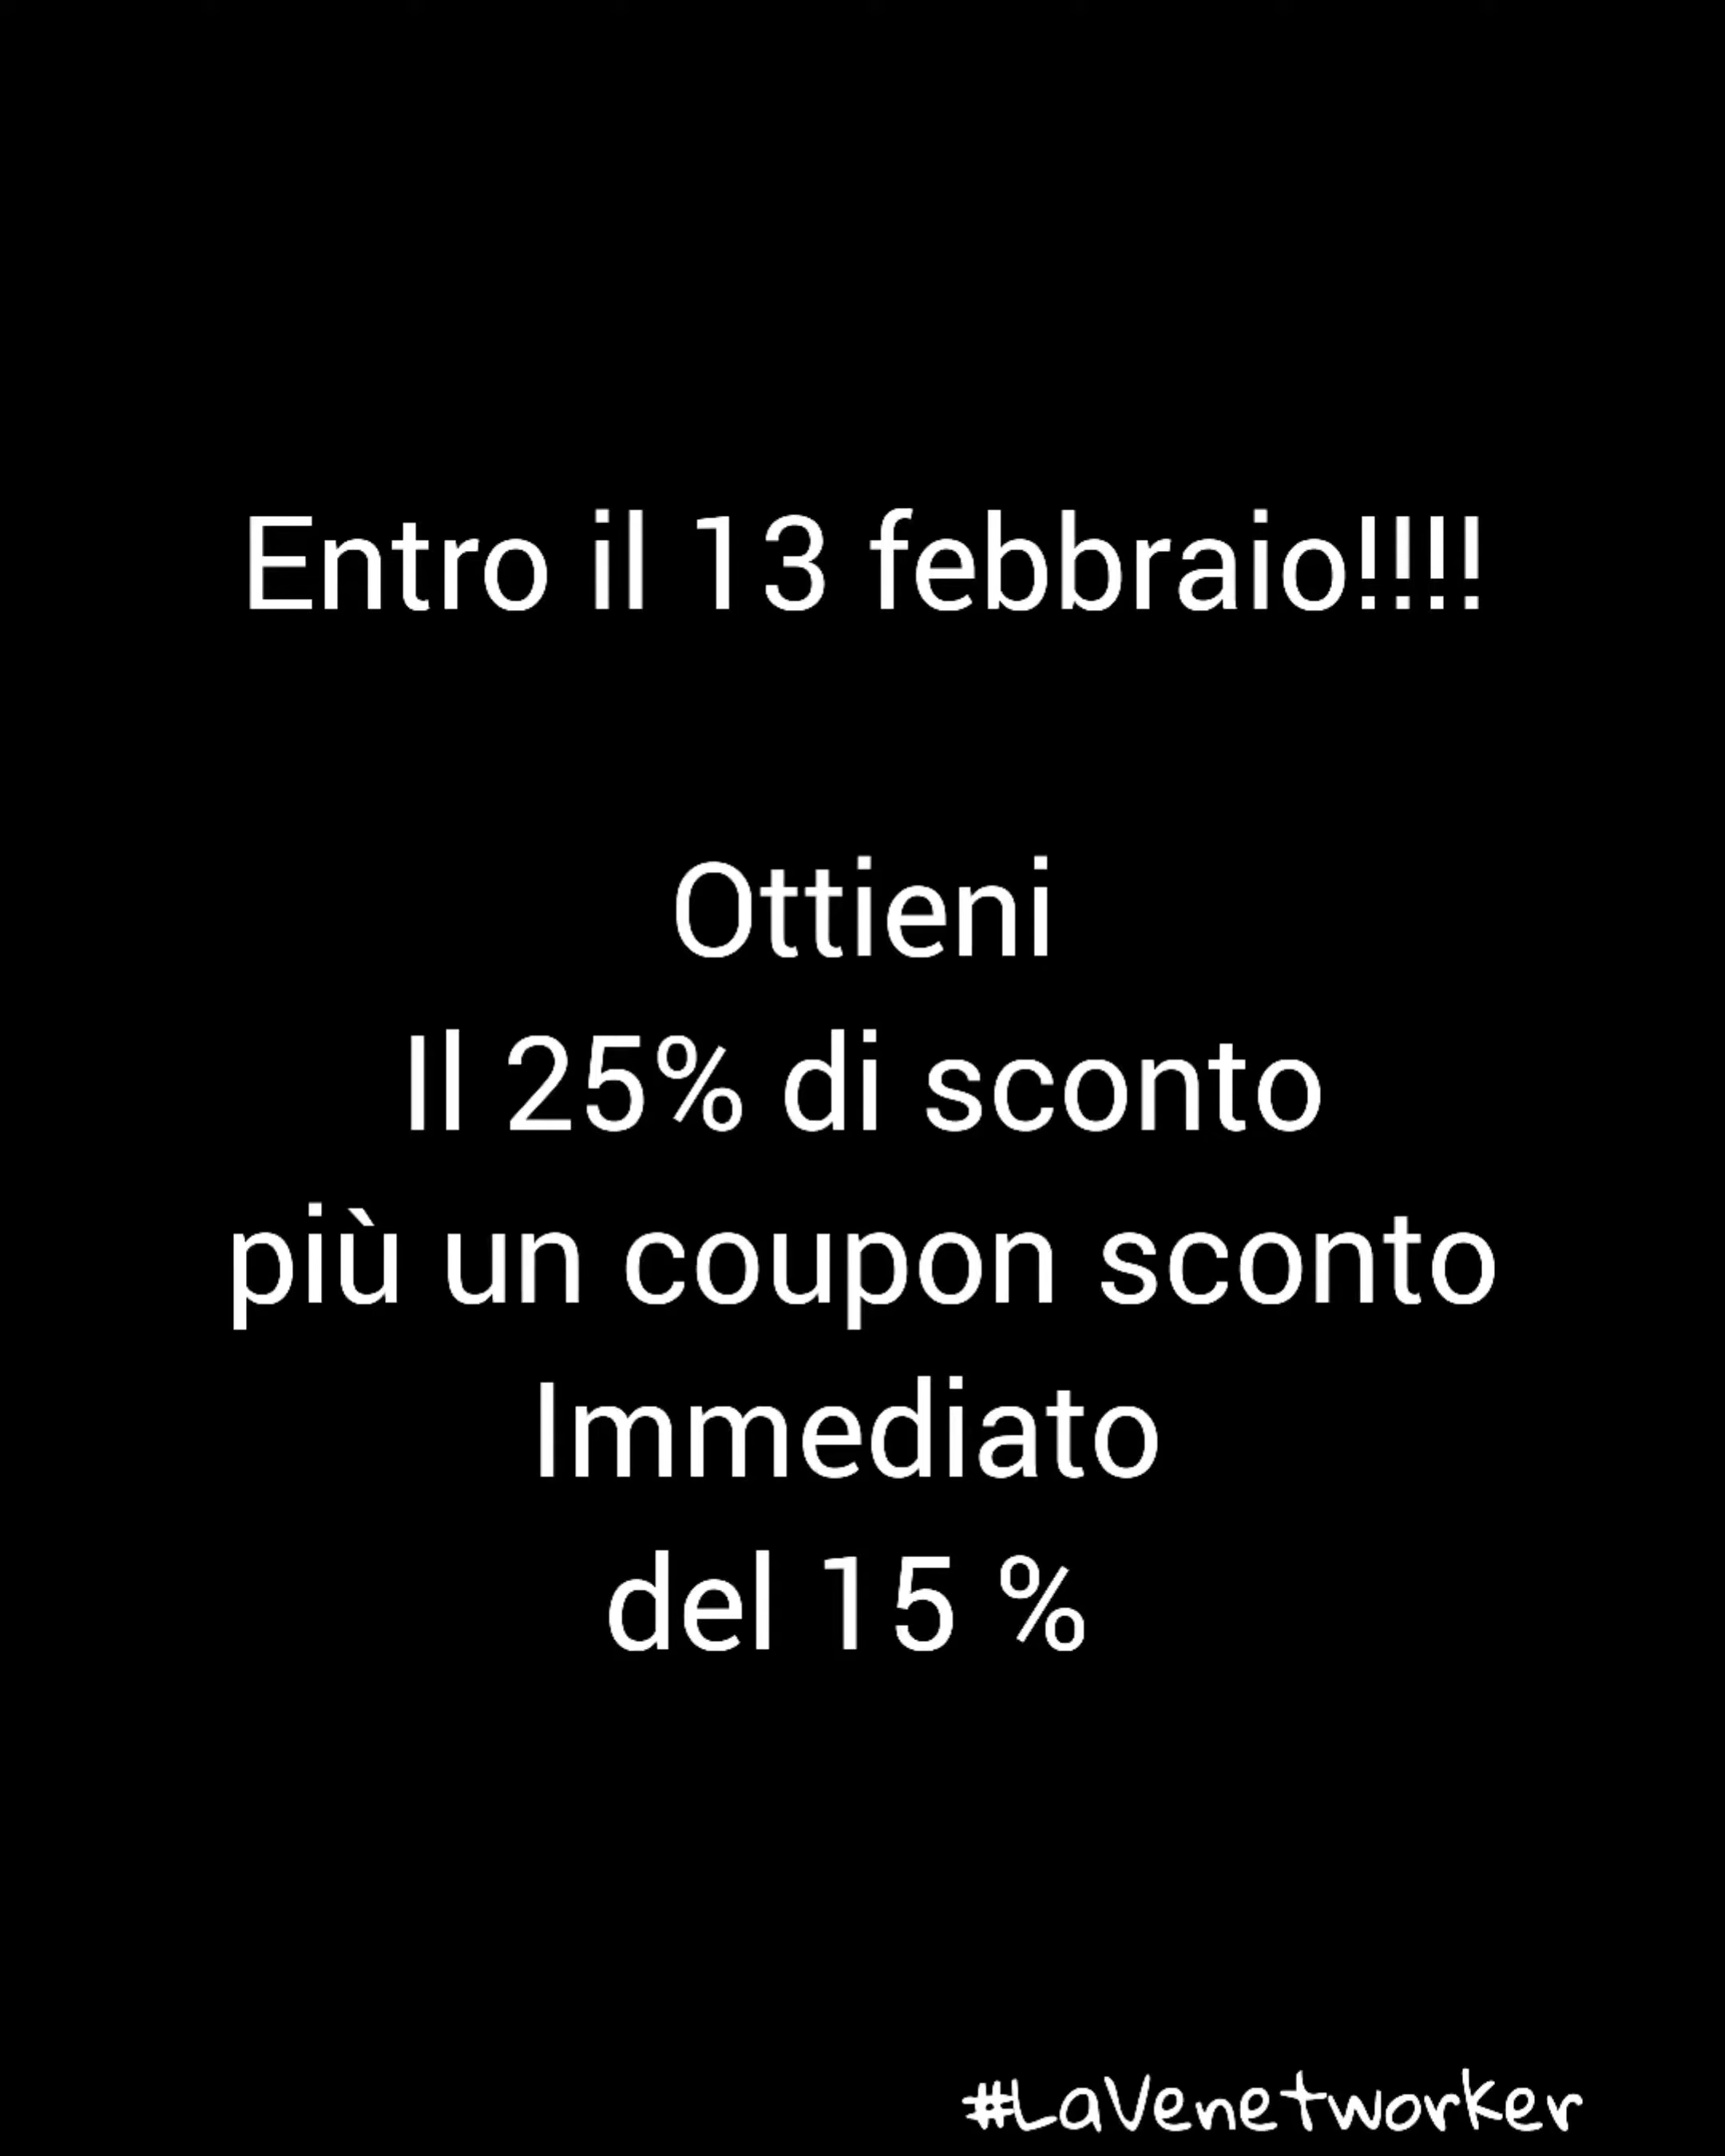 Entro il 13 febbraio!!!!
Ottieni
Il 25% di sconto
più un coupon sconto
Immediato
del 15 %
#LaVenetworker